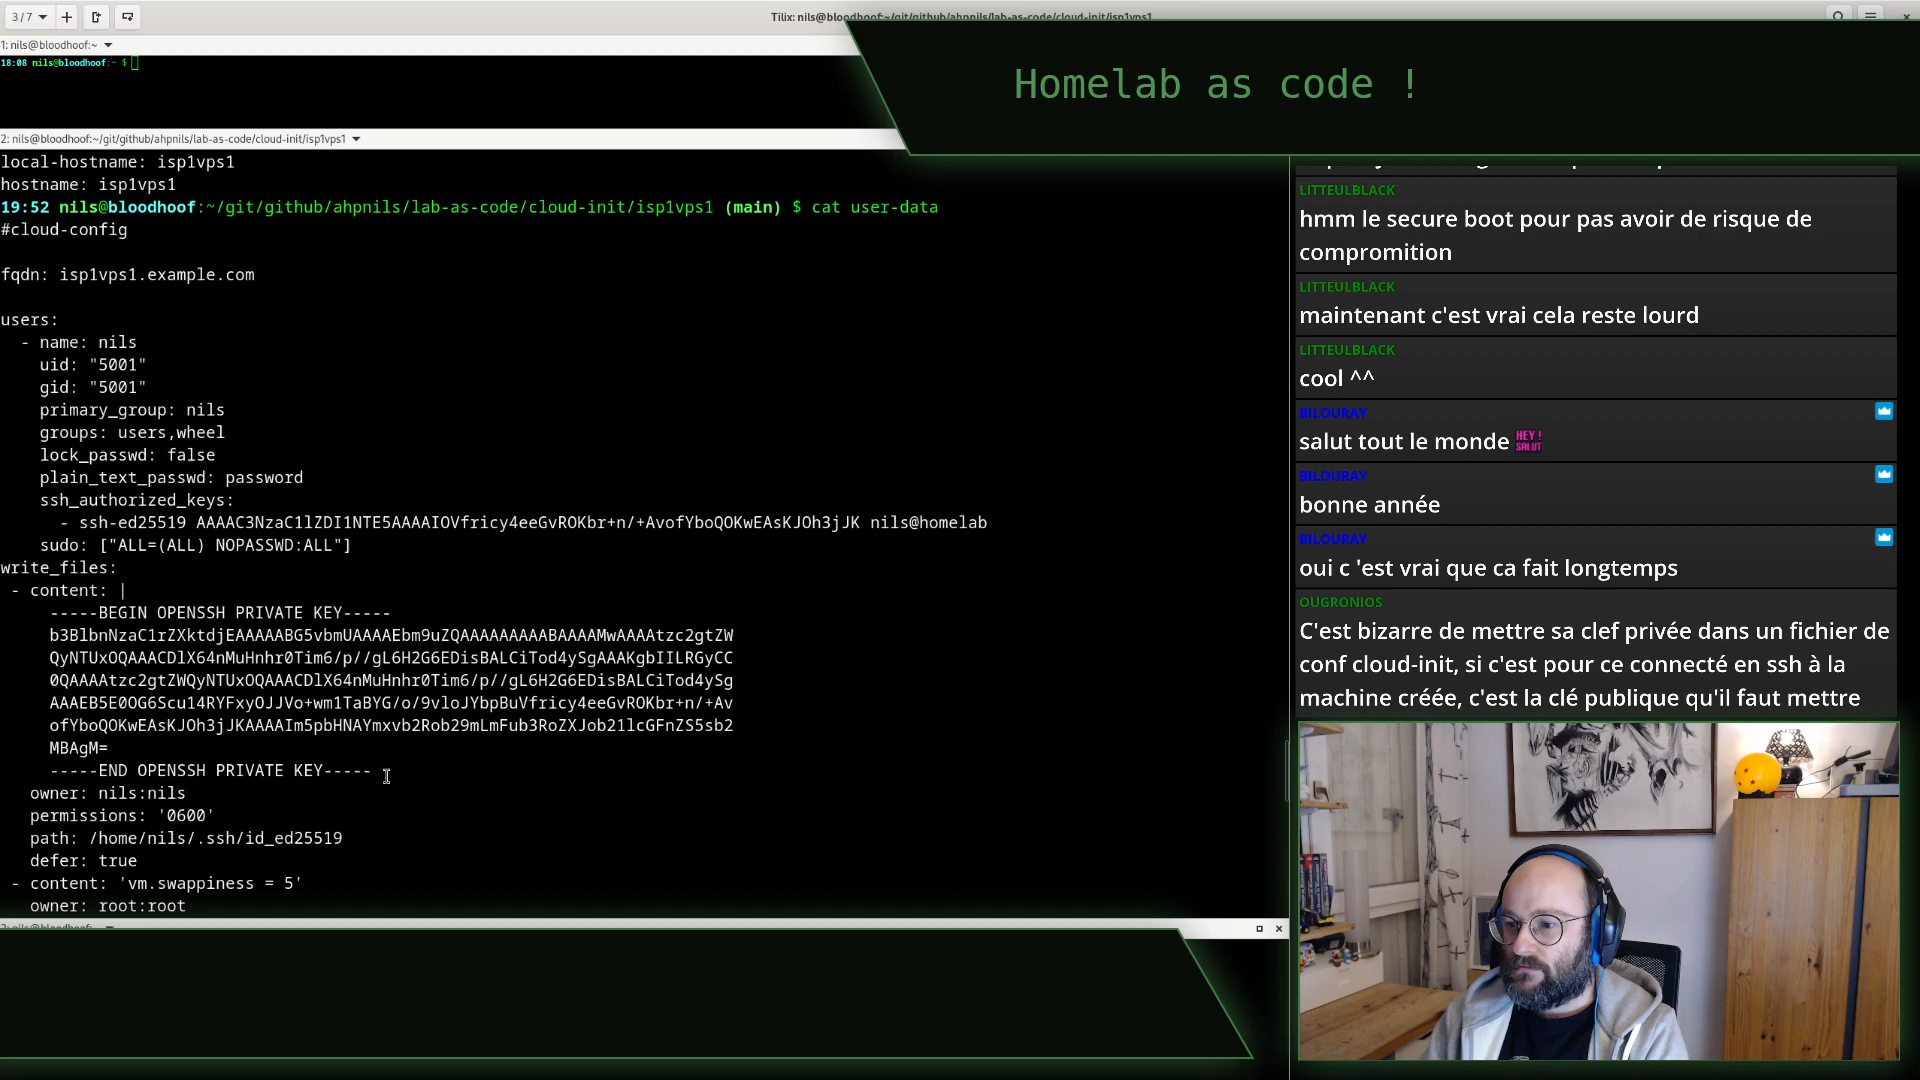 3/7
Tilix: nils@bloodhoof:~/git/github/ahpnils/lab-as-code/cloud-init/isp1vps1
1: nils@bloodhoof:~
18:08 nils@bloodhoof:~ $
Homelab as code !
2: nils@bloodhoof:~/git/github/ahpnils/lab-as-code/cloud-init/isp1vps1
local-hostname: isp1vps1
hostname: isp1vps1
19:52 nils@bloodhoof:~/git/github/ahpnils/lab-as-code/cloud-init/isp1vps1 (main) $ cat user-data
#cloud-config
fqdn: isp1vps1.example.com
users:
- name: nils
uid: "5001"
gid: "5001"
primary_group: nils
groups: users,wheel
lock_passwd: false
plain_text_passwd: password
ssh_authorized_keys:
- ssh-ed25519 AAAAC3NzaC1lZDI1NTE5AAAAIOVfricy4eeGvROKbr+n/+AvofYboQOKwEAsKJOh3jJK nils@homelab
sudo: ["ALL=(ALL) NOPASSWD:ALL"]
write_files:
- content: |
-----BEGIN OPENSSH PRIVATE KEY-----
b3BlbnNzaC1rZXktdjEAAAAABG5vbmUAAAAEbm9uZQAAAAAAAAABAAAAMwAAAAtzc2gtZW
QyNTUxOQAAACDlX64nMuHnhr0Tim6/p//gL6H2G6EDisBALCiTod4ySgAAAKgbIILRGyCC
0QAAAAtzc2gtZWQyNTUxOQAAACDlX64nMuHnhr0Tim6/p//gL6H2G6EDisBALCiTod4ySg
AAAEB5E0OG6Scu14RYFxyOJJVo+wm1TaBYG/o/9vloJYbpBuVfricy4eeGvROKbr+n/+Av
ofYboQOKwEAsKJOh3jJKAAAAIm5pbHNAYmxvb2Rob29mLmFub3RoZXJob21lcGFnZS5sb2
MBAgM=
-----END OPENSSH PRIVATE KEY-----
owner: nils:nils
permissions: '0600'
path: /home/nils/.ssh/id_ed25519
defer: true
- content: 'vm.swappiness = 5'
owner: root:root
LITTEULBLACK
hmm le secure boot pour pas avoir de risque de
compromition
LITTEULBLACK
maintenant c'est vrai cela reste lourd
LITTEULBLACK
cool ^^
BILOURAY
salut tout le monde HEY ! SALUT
BILOURAY
bonne année
BILOURAY
oui c 'est vrai que ca fait longtemps
OUGRONIOS
C'est bizarre de mettre sa clef privée dans un fichier de
conf cloud-init, si c'est pour ce connecté en ssh à la
machine créée, c'est la clé publique qu'il faut mettre